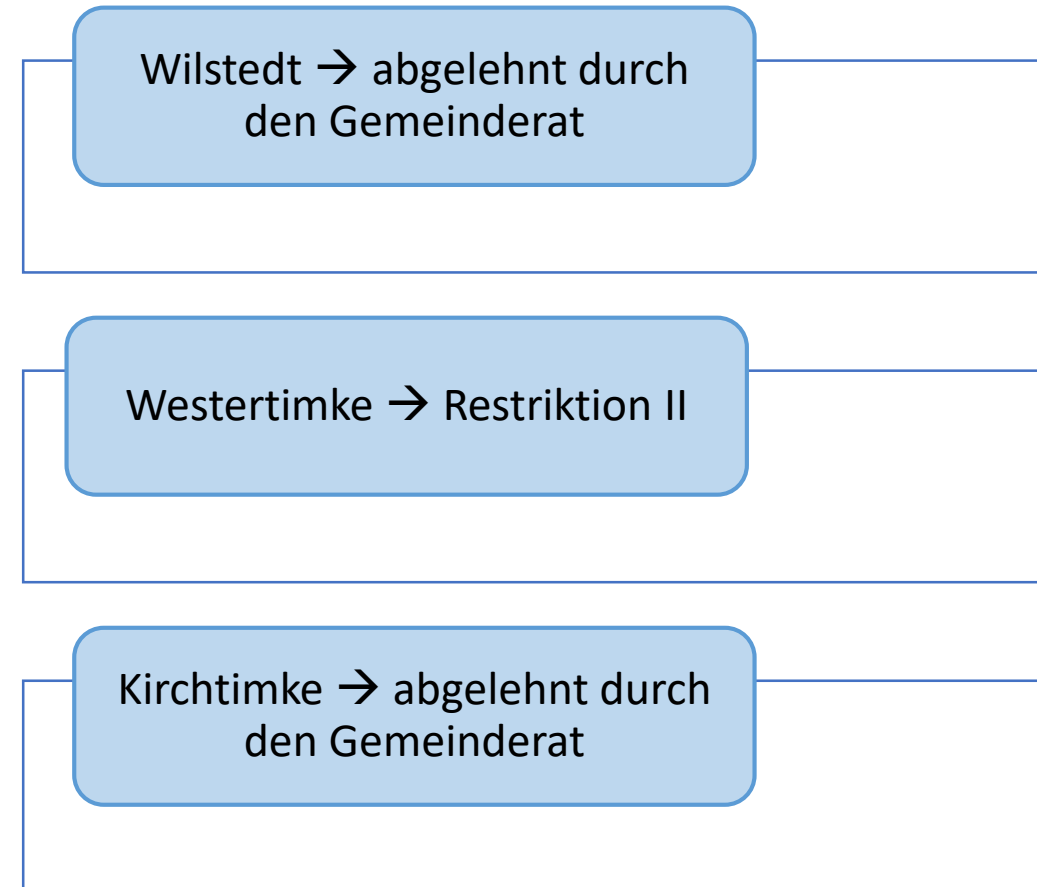 Wilstedt → abgelehnt durch
den Gemeinderat
Westertimke → Restriktion II
Kirchtimke → abgelehnt durch
den Gemeinderat